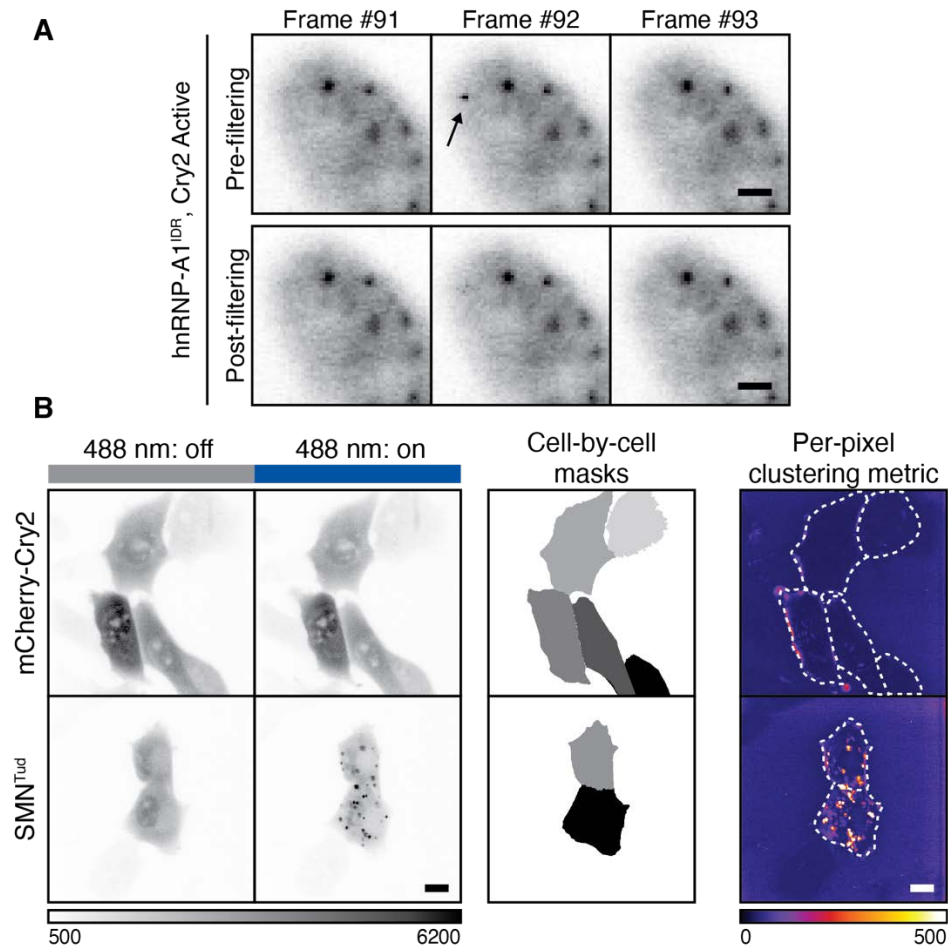 A
Frame #91 Frame #92 Frame #93
hnRNP-A1IDR, Cry2 Active
Pre-filtering
Post-filtering
B
488 nm: off 488 nm: on
Cell-by-cell
masks
Per-pixel
clustering metric
mCherry-Cry2
SMNTud
500 6200
0 500